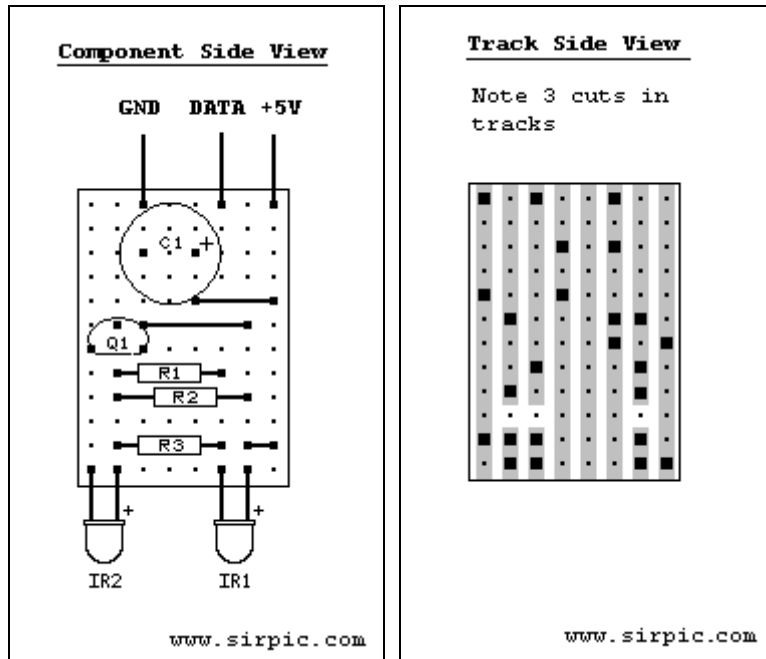 Component Side View
GND DATA +5V
C1 +
Q1
R1
R2
R3
+ +
IR2 IR1
www.sirpic.com
Track Side View
Note 3 cuts in
tracks
www.sirpic.com